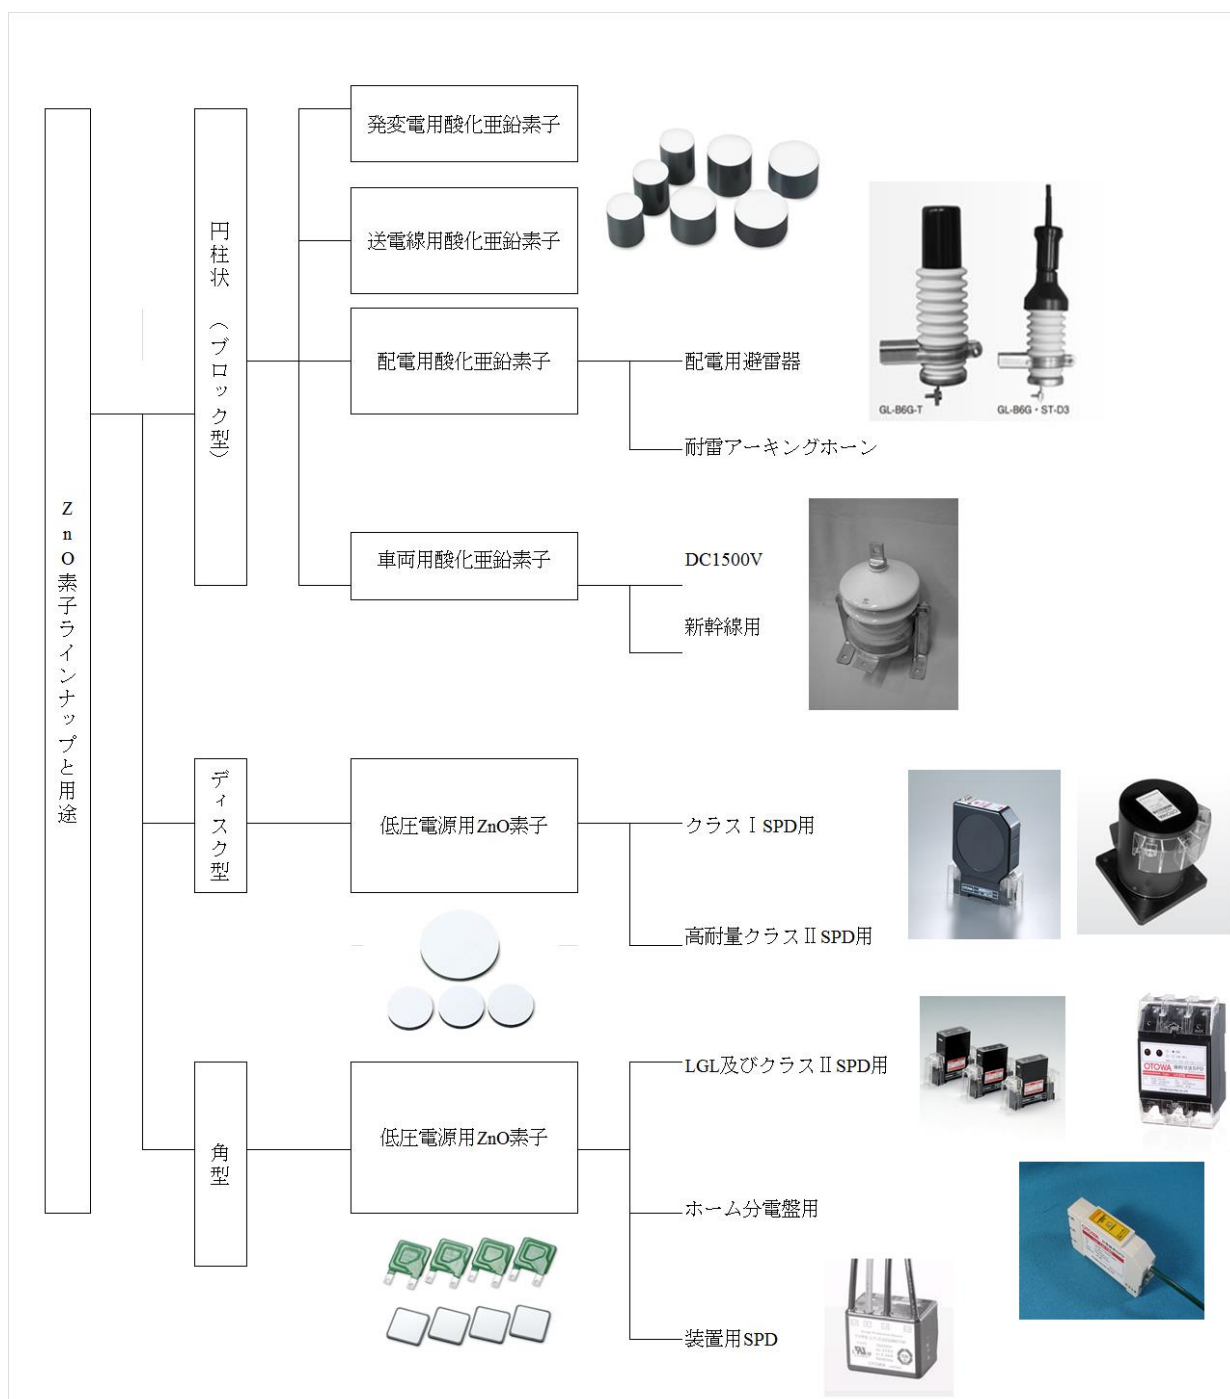 ZnO素子ラインナップと用途
円柱状（ブロック型）
発変電用酸化亜鉛素子
送電線用酸化亜鉛素子
配電用酸化亜鉛素子
配電用避雷器
耐雷アーキングホーン
GL-B6G-T
GL-B6G・ST-D3
車両用酸化亜鉛素子
DC1500V
新幹線用
ディスク型
低圧電源用ZnO素子
クラスⅠSPD用
高耐量クラスⅡSPD用
角型
低圧電源用ZnO素子
LGL及びクラスⅡSPD用
OTOWA
ホーム分電盤用
OTOWA
装置用SPD
OTOWA